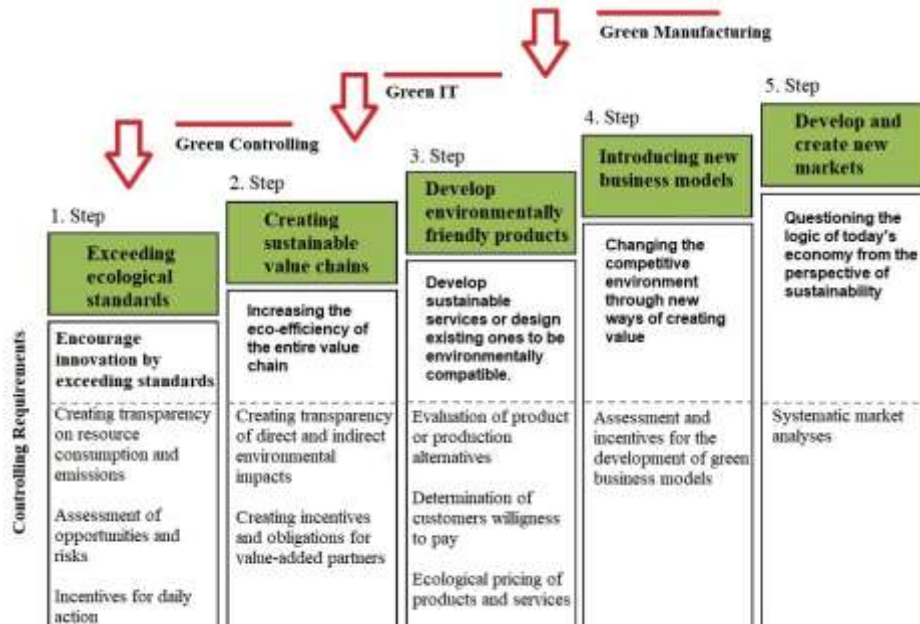 Green Manufacturing
Green IT
Green Controlling
1. Step
Exceeding
ecological
standards
Encourage
innovation by
exceeding standards
Creating transparency
on resource
consumption and
emissions
Assessment of
opportunities and
risks
Incentives for daily
action
2. Step
Creating
sustainable
value chains
Increasing the
eco-efficiency of
the entire value
chain
Creating transparency
of direct and indirect
environmental
impacts
Creating incentives
and obligations for
value-added partners
3. Step
Develop
environmentally
friendly products
Develop
sustainable
services or design
existing ones to be
environmentally
compatible.
Evaluation of product
or production
alternatives
Determination of
customers willigness
to pay
Ecological pricing of
products and services
4. Step
Introducing new
business models
Changing the
competitive
environment
through new
ways of creating
value
Assessment and
incentives for the
development of green
business models
5. Step
Develop and
create new
markets
Questioning the
logic of today's
economy from the
perspective of
sustainability
Systematic market
analyses
Controlling Requirements